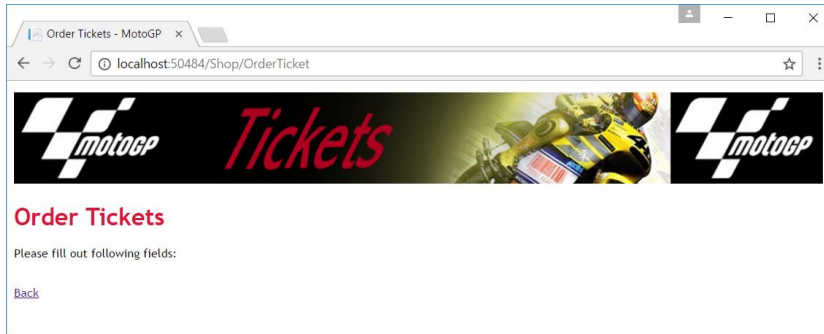 Order Tickets - MotoGP
localhost:50484/Shop/OrderTicket
motoGP Tickets motoGP
Order Tickets
Please fill out following fields:
Back